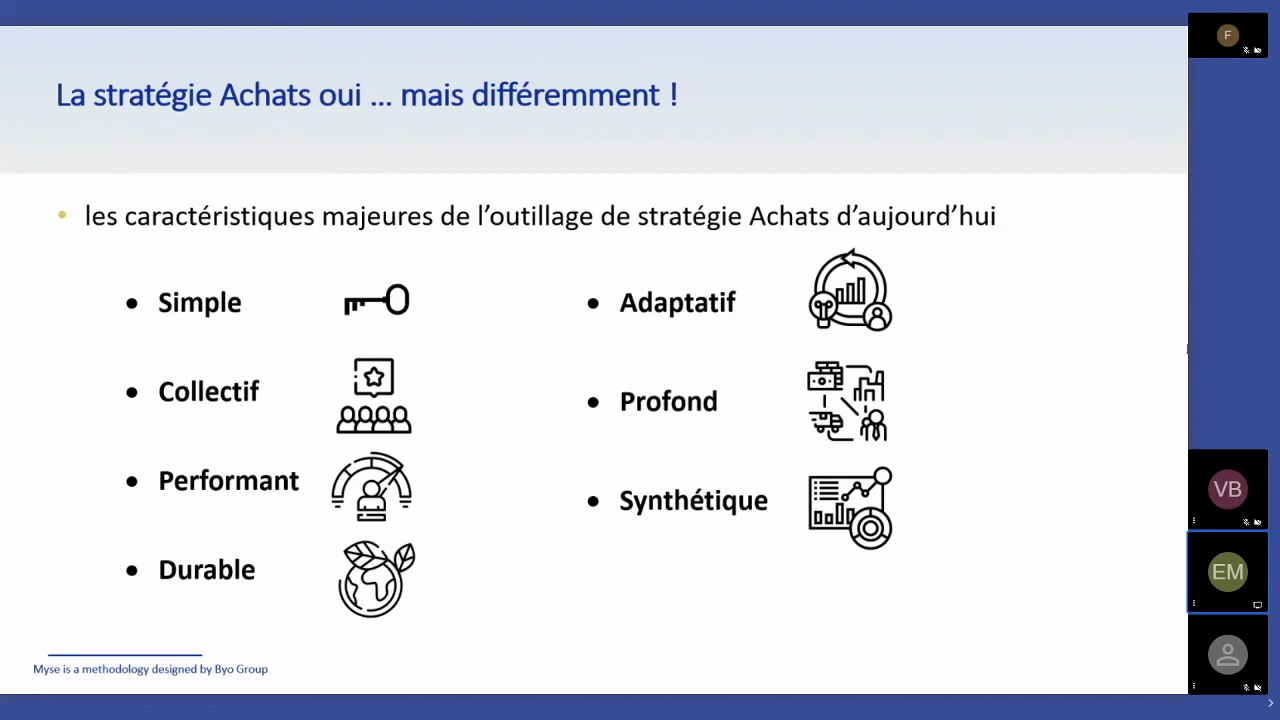 La stratégie Achats oui ... mais différemment !
• les caractéristiques majeures de l’outillage de stratégie Achats d’aujourd’hui
• Simple
• Collectif
• Performant
• Durable
• Adaptatif
• Profond
• Synthétique
Myse is a methodology designed by Byo Group
F
VB
EM